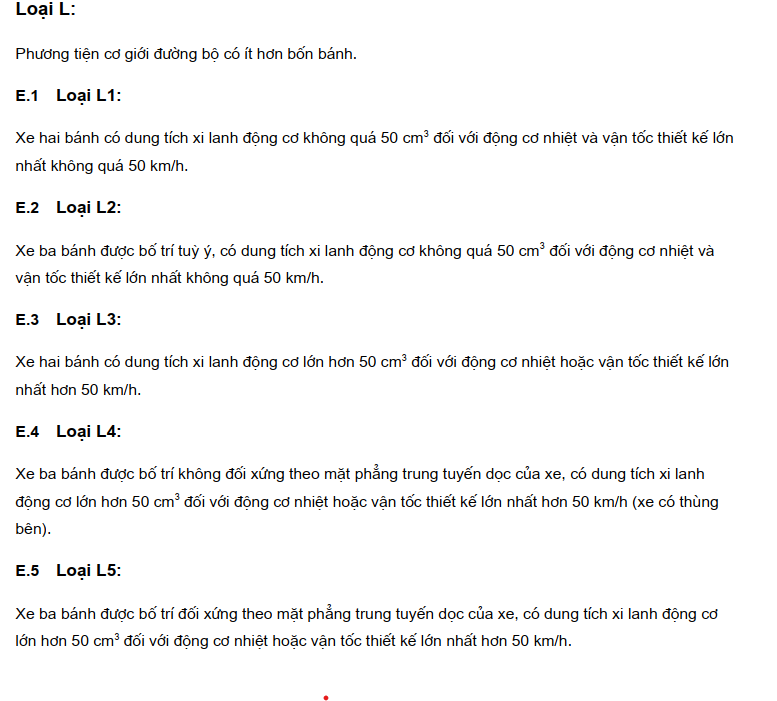 Loại L:
Phương tiện cơ giới đường bộ có ít hơn bốn bánh.
E.1 Loại L1:
Xe hai bánh có dung tích xi lanh động cơ không quá 50 cm³ đối với động cơ nhiệt và vận tốc thiết kế lớn
nhất không quá 50 km/h.
E.2 Loại L2:
Xe ba bánh được bố trí tuỳ ý, có dung tích xi lanh động cơ không quá 50 cm³ đối với động cơ nhiệt và
vận tốc thiết kế lớn nhất không quá 50 km/h.
E.3 Loại L3:
Xe hai bánh có dung tích xi lanh động cơ lớn hơn 50 cm³ đối với động cơ nhiệt hoặc vận tốc thiết kế lớn
nhất hơn 50 km/h.
E.4 Loại L4:
Xe ba bánh được bố trí không đối xứng theo mặt phẳng trung tuyến dọc của xe, có dung tích xi lanh
động cơ lớn hơn 50 cm³ đối với động cơ nhiệt hoặc vận tốc thiết kế lớn nhất hơn 50 km/h (xe có thùng
bên).
E.5 Loại L5:
Xe ba bánh được bố trí đối xứng theo mặt phẳng trung tuyến dọc của xe, có dung tích xi lanh động cơ
lớn hơn 50 cm³ đối với động cơ nhiệt hoặc vận tốc thiết kế lớn nhất hơn 50 km/h.